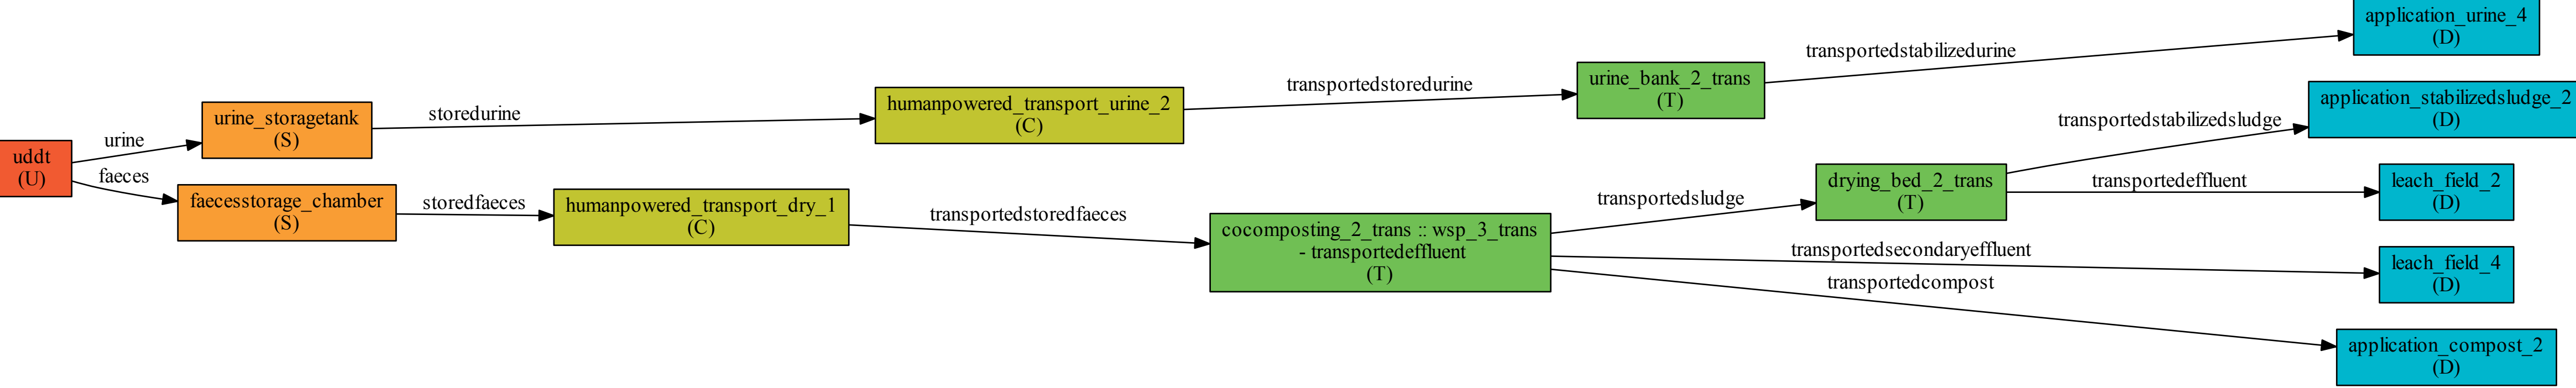 uddt
(U)
urine
faeces
urine_storagetank
(S)
faecesstorage_chamber
(S)
storedurine
storedfaeces
humanpowered_transport_urine_2
(C)
humanpowered_transport_dry_1
(C)
transportedstoredurine
transportedstoredfaeces
urine_bank_2_trans
(T)
cocomposting_2_trans :: wsp_3_trans
- transportedeffluent
(T)
transportedstabilizedurine
transportedsludge
drying_bed_2_trans
(T)
transportedstabilizedsludge
transportedeffluent
transportedsecondaryeffluent
transportedcompost
application_urine_4
(D)
application_stabilizedsludge_2
(D)
leach_field_2
(D)
leach_field_4
(D)
application_compost_2
(D)